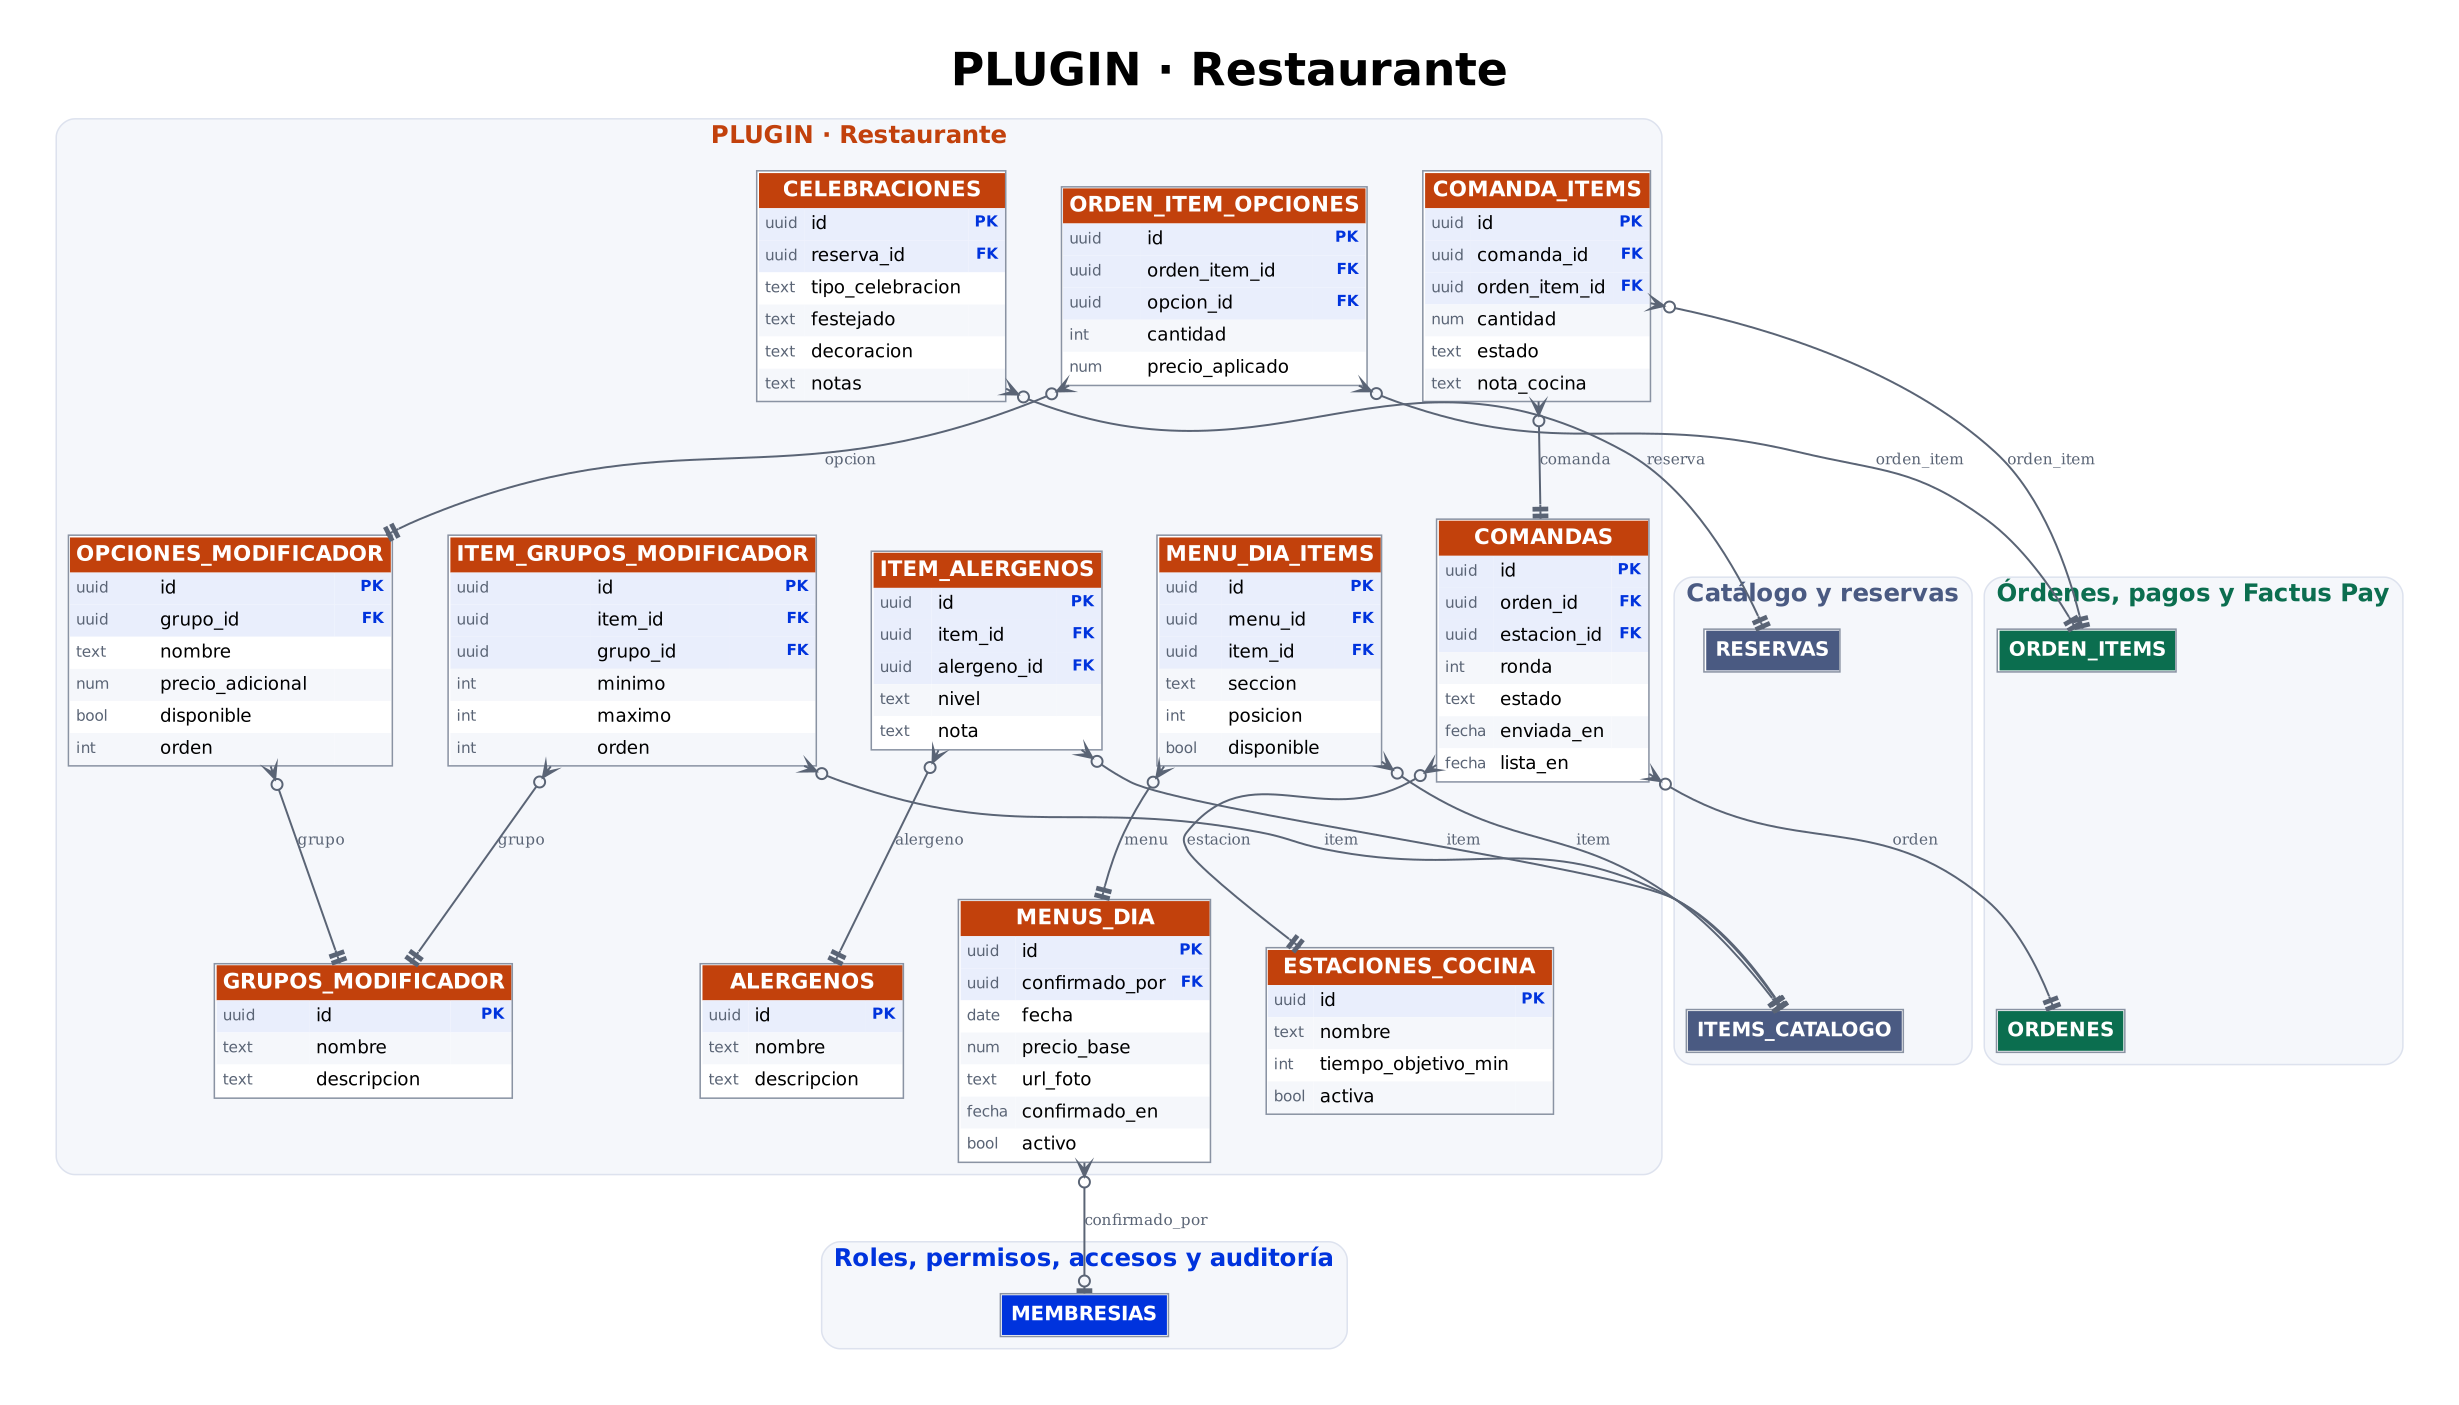 PLUGIN · Restaurante
PLUGIN · Restaurante
CELEBRACIONES
uuid id PK
uuid reserva_id FK
text tipo_celebracion
text festejado
text decoracion
text notas
ORDEN_ITEM_OPCIONES
uuid id PK
uuid orden_item_id FK
uuid opcion_id FK
int cantidad
num precio_aplicado
COMANDA_ITEMS
uuid id PK
uuid comanda_id FK
uuid orden_item_id FK
num cantidad
text estado
text nota_cocina
opcion
comanda
reserva
orden_item
orden_item
OPCIONES_MODIFICADOR
uuid id PK
uuid grupo_id FK
text nombre
num precio_adicional
bool disponible
int orden
ITEM_GRUPOS_MODIFICADOR
uuid id PK
uuid item_id FK
uuid grupo_id FK
int minimo
int maximo
int orden
ITEM_ALERGENOS
uuid id PK
uuid item_id FK
uuid alergeno_id FK
text nivel
text nota
MENU_DIA_ITEMS
uuid id PK
uuid menu_id FK
uuid item_id FK
text seccion
int posicion
bool disponible
COMANDAS
uuid id PK
uuid orden_id FK
uuid estacion_id FK
int ronda
text estado
fecha enviada_en
fecha lista_en
Catálogo y reservas
RESERVAS
Órdenes, pagos y Factus Pay
ORDEN_ITEMS
grupo
grupo
alergeno
menu
estacion
item
item
item
orden
GRUPOS_MODIFICADOR
uuid id PK
text nombre
text descripcion
ALERGENOS
uuid id PK
text nombre
text descripcion
MENUS_DIA
uuid id PK
uuid confirmado_por FK
date fecha
num precio_base
text url_foto
fecha confirmado_en
bool activo
ESTACIONES_COCINA
uuid id PK
text nombre
int tiempo_objetivo_min
bool activa
ITEMS_CATALOGO
ORDENES
confirmado_por
Roles, permisos, accesos y auditoría
MEMBRESIAS